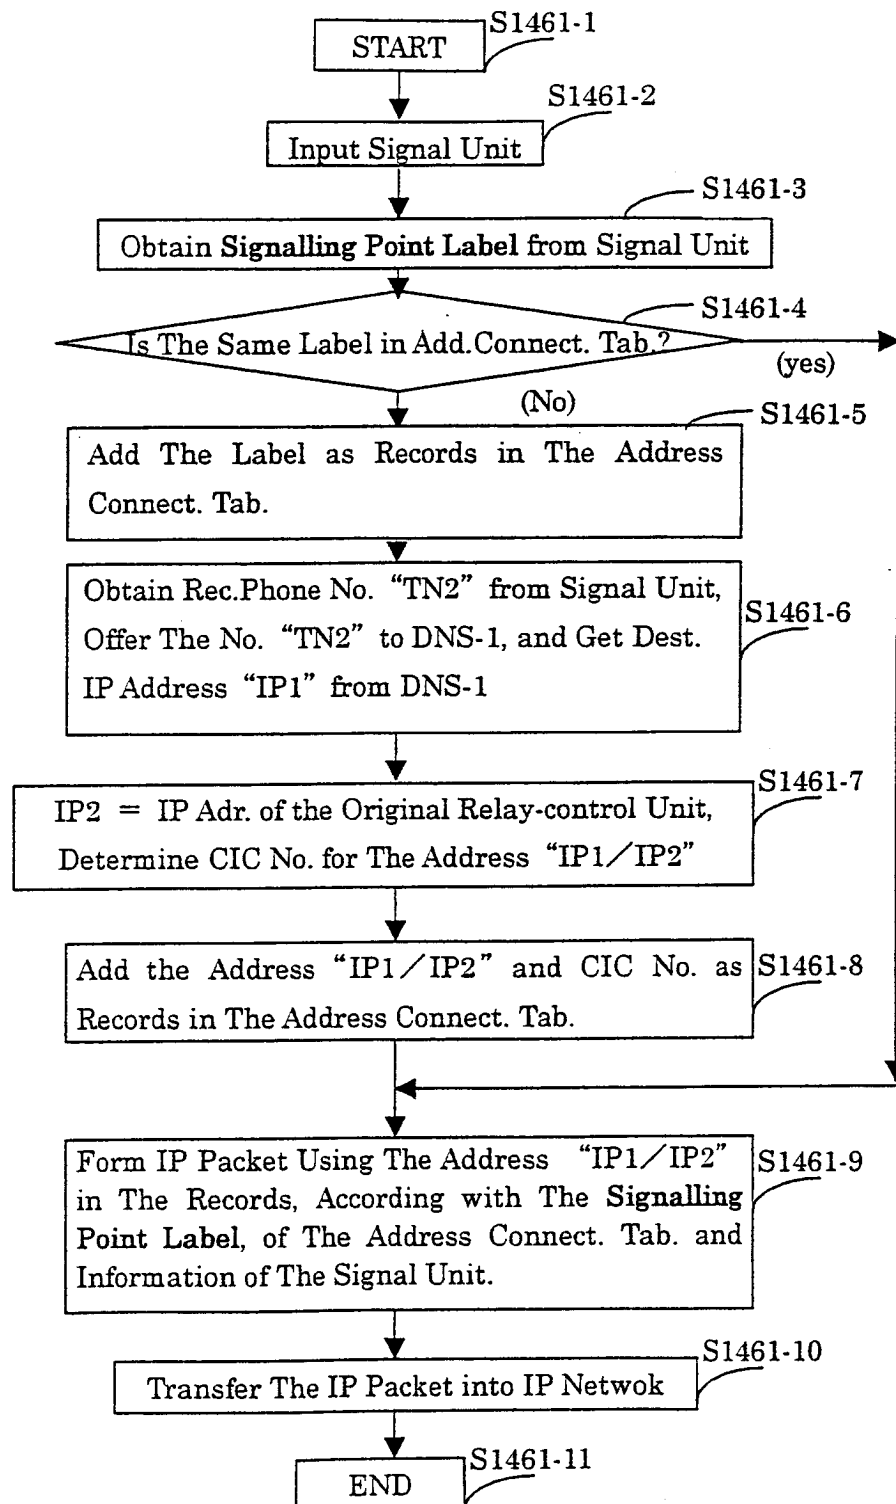 S1461-1
START
S1461-2
Input Signal Unit
S1461-3
Obtain Signalling Point Label from Signal Unit
S1461-4
Is The Same Label in Add.Connect. Tab.?
(yes)
(No)
S1461-5
Add The Label as Records in The Address
Connect. Tab.
Obtain Rec.Phone No. “TN2” from Signal Unit,
Offer The No. “TN2” to DNS-1, and Get Dest.
IP Address “IP1” from DNS-1
S1461-6
S1461-7
IP2 = IP Adr. of the Original Relay-control Unit,
Determine CIC No. for The Address “IP1/IP2”
Add the Address “IP1/IP2” and CIC No. as
Records in The Address Connect. Tab.
S1461-8
Form IP Packet Using The Address “IP1/IP2”
in The Records, According with The Signalling
Point Label, of The Address Connect. Tab. and
Information of The Signal Unit.
S1461-9
S1461-10
Transfer The IP Packet into IP Netwok
S1461-11
END